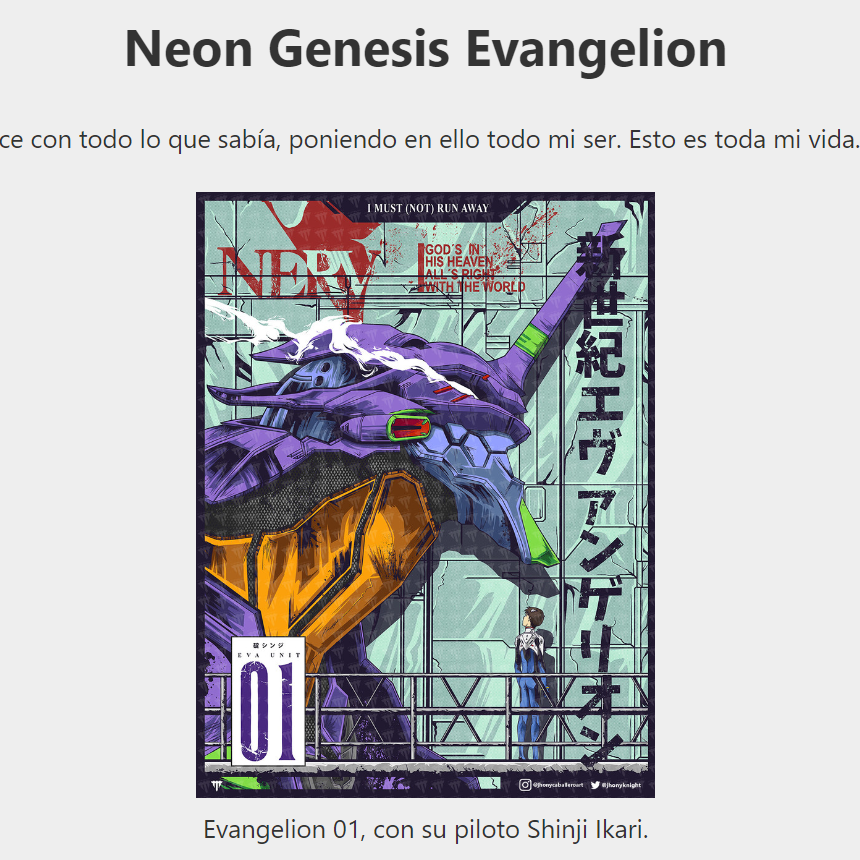 Neon Genesis Evangelion
ce con todo lo que sabía, poniendo en ello todo mi ser. Esto es toda mi vida.
I MUST (NOT) RUN AWAY
NERV
GOD´S IN
HIS HEAVEN
ALL´S RIGHT
WITH THE WORLD
新世紀エヴァンゲリオン
碇シンジ
EVA UNIT
01
@jhonycaballeroart @jhonyknight
Evangelion 01, con su piloto Shinji Ikari.